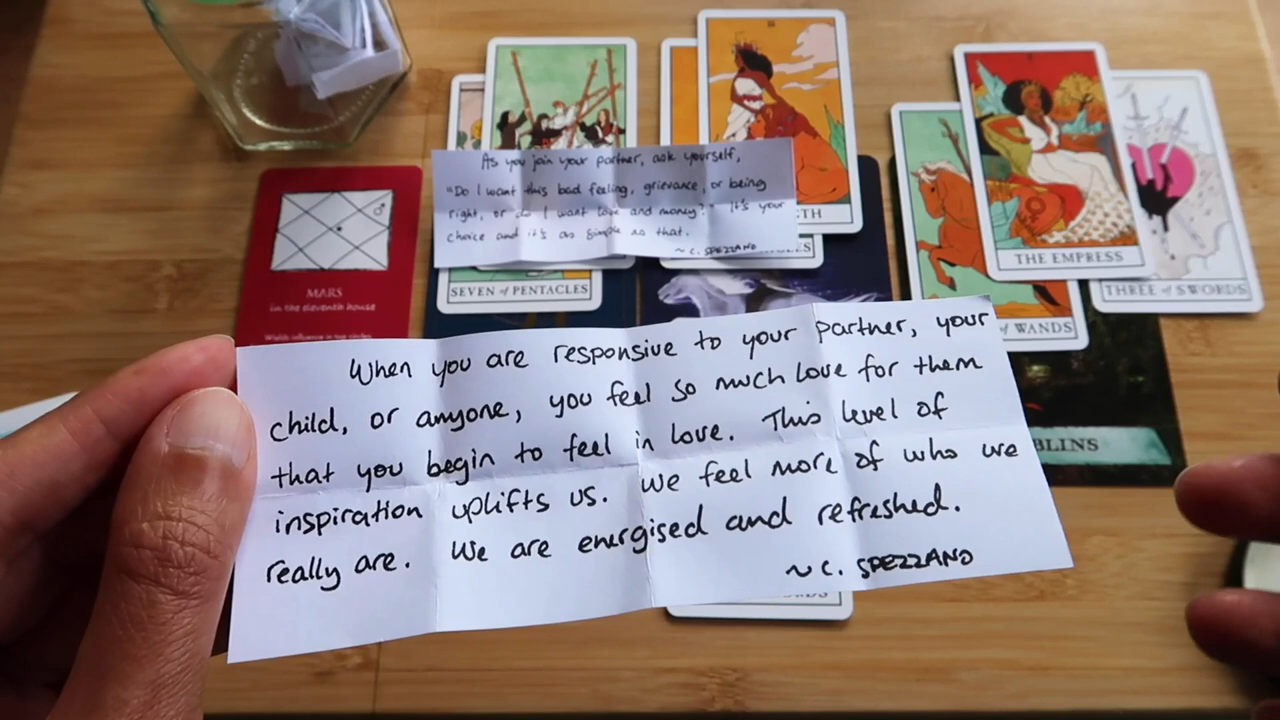 As you join your partner, ask yourself,
"Do I want this bad feeling, grievance, or being
right, or do I want love and money?" It's your
choice and it's as simple as that.
~ C. SPEZZANO
MARS
in the eleventh house
SEVEN of PENTACLES
THE EMPRESS
THREE of SWORDS
of WANDS
BLINS
When you are responsive to your partner, your
child, or anyone, you feel so much love for them
that you begin to feel in love. This level of
inspiration uplifts us. We feel more of who we
really are. We are energised and refreshed.
~ C. SPEZZANO